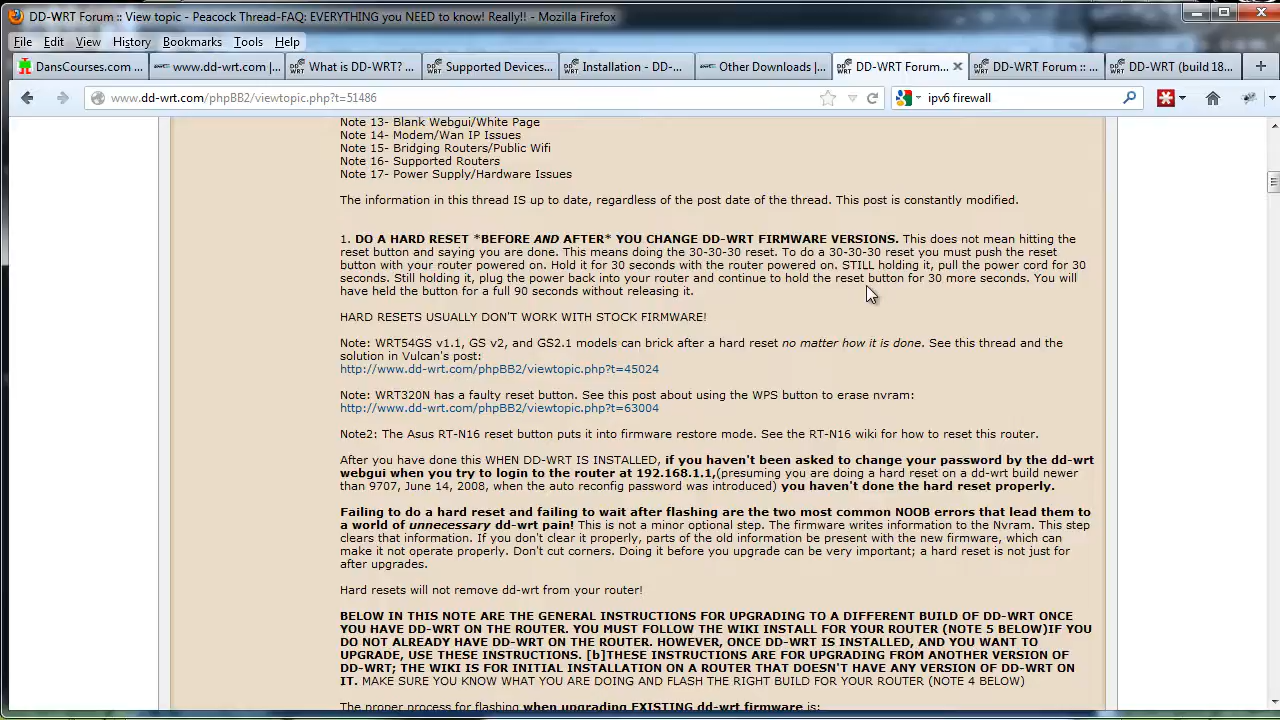 DD-WRT Forum :: View topic - Peacock Thread-FAQ: EVERYTHING you NEED to know! Really!! - Mozilla Firefox
File Edit View History Bookmarks Tools Help
DansCourses.com ... www.dd-wrt.com |... What is DD-WRT? ... Supported Devices... Installation - DD-... Other Downloads |... DD-WRT Forum... DD-WRT Forum :: ... DD-WRT (build 18...
www.dd-wrt.com/phpBB2/viewtopic.php?t=51486 ipv6 firewall
Note 13- Blank Webgui/White Page
Note 14- Modem/Wan IP Issues
Note 15- Bridging Routers/Public Wifi
Note 16- Supported Routers
Note 17- Power Supply/Hardware Issues
The information in this thread IS up to date, regardless of the post date of the thread. This post is constantly modified.
1. DO A HARD RESET *BEFORE AND AFTER* YOU CHANGE DD-WRT FIRMWARE VERSIONS. This does not mean hitting the
reset button and saying you are done. This means doing the 30-30-30 reset. To do a 30-30-30 reset you must push the reset
button with your router powered on. Hold it for 30 seconds with the router powered on. STILL holding it, pull the power cord for 30
seconds. Still holding it, plug the power back into your router and continue to hold the reset button for 30 more seconds. You will
have held the button for a full 90 seconds without releasing it.
HARD RESETS USUALLY DON'T WORK WITH STOCK FIRMWARE!
Note: WRT54GS v1.1, GS v2, and GS2.1 models can brick after a hard reset no matter how it is done. See this thread and the
solution in Vulcan's post:
http://www.dd-wrt.com/phpBB2/viewtopic.php?t=45024
Note: WRT320N has a faulty reset button. See this post about using the WPS button to erase nvram:
http://www.dd-wrt.com/phpBB2/viewtopic.php?t=63004
Note2: The Asus RT-N16 reset button puts it into firmware restore mode. See the RT-N16 wiki for how to reset this router.
After you have done this WHEN DD-WRT IS INSTALLED, if you haven't been asked to change your password by the dd-wrt
webgui when you try to login to the router at 192.168.1.1,(presuming you are doing a hard reset on a dd-wrt build newer
than 9707, June 14, 2008, when the auto reconfig password was introduced) you haven't done the hard reset properly.
Failing to do a hard reset and failing to wait after flashing are the two most common NOOB errors that lead them to
a world of unnecessary dd-wrt pain! This is not a minor optional step. The firmware writes information to the Nvram. This step
clears that information. If you don't clear it properly, parts of the old information be present with the new firmware, which can
make it not operate properly. Don't cut corners. Doing it before you upgrade can be very important; a hard reset is not just for
after upgrades.
Hard resets will not remove dd-wrt from your router!
BELOW IN THIS NOTE ARE THE GENERAL INSTRUCTIONS FOR UPGRADING TO A DIFFERENT BUILD OF DD-WRT ONCE
YOU HAVE DD-WRT ON THE ROUTER. YOU MUST FOLLOW THE WIKI INSTALL FOR YOUR ROUTER (NOTE 5 BELOW)IF YOU
DO NOT ALREADY HAVE DD-WRT ON THE ROUTER. HOWEVER, ONCE DD-WRT IS INSTALLED, AND YOU WANT TO
UPGRADE, USE THESE INSTRUCTIONS. [b]THESE INSTRUCTIONS ARE FOR UPGRADING FROM ANOTHER VERSION OF
DD-WRT; THE WIKI IS FOR INITIAL INSTALLATION ON A ROUTER THAT DOESN'T HAVE ANY VERSION OF DD-WRT ON
IT. MAKE SURE YOU KNOW WHAT YOU ARE DOING AND FLASH THE RIGHT BUILD FOR YOUR ROUTER (NOTE 4 BELOW)
The proper process for flashing when upgrading EXISTING dd-wrt firmware is: